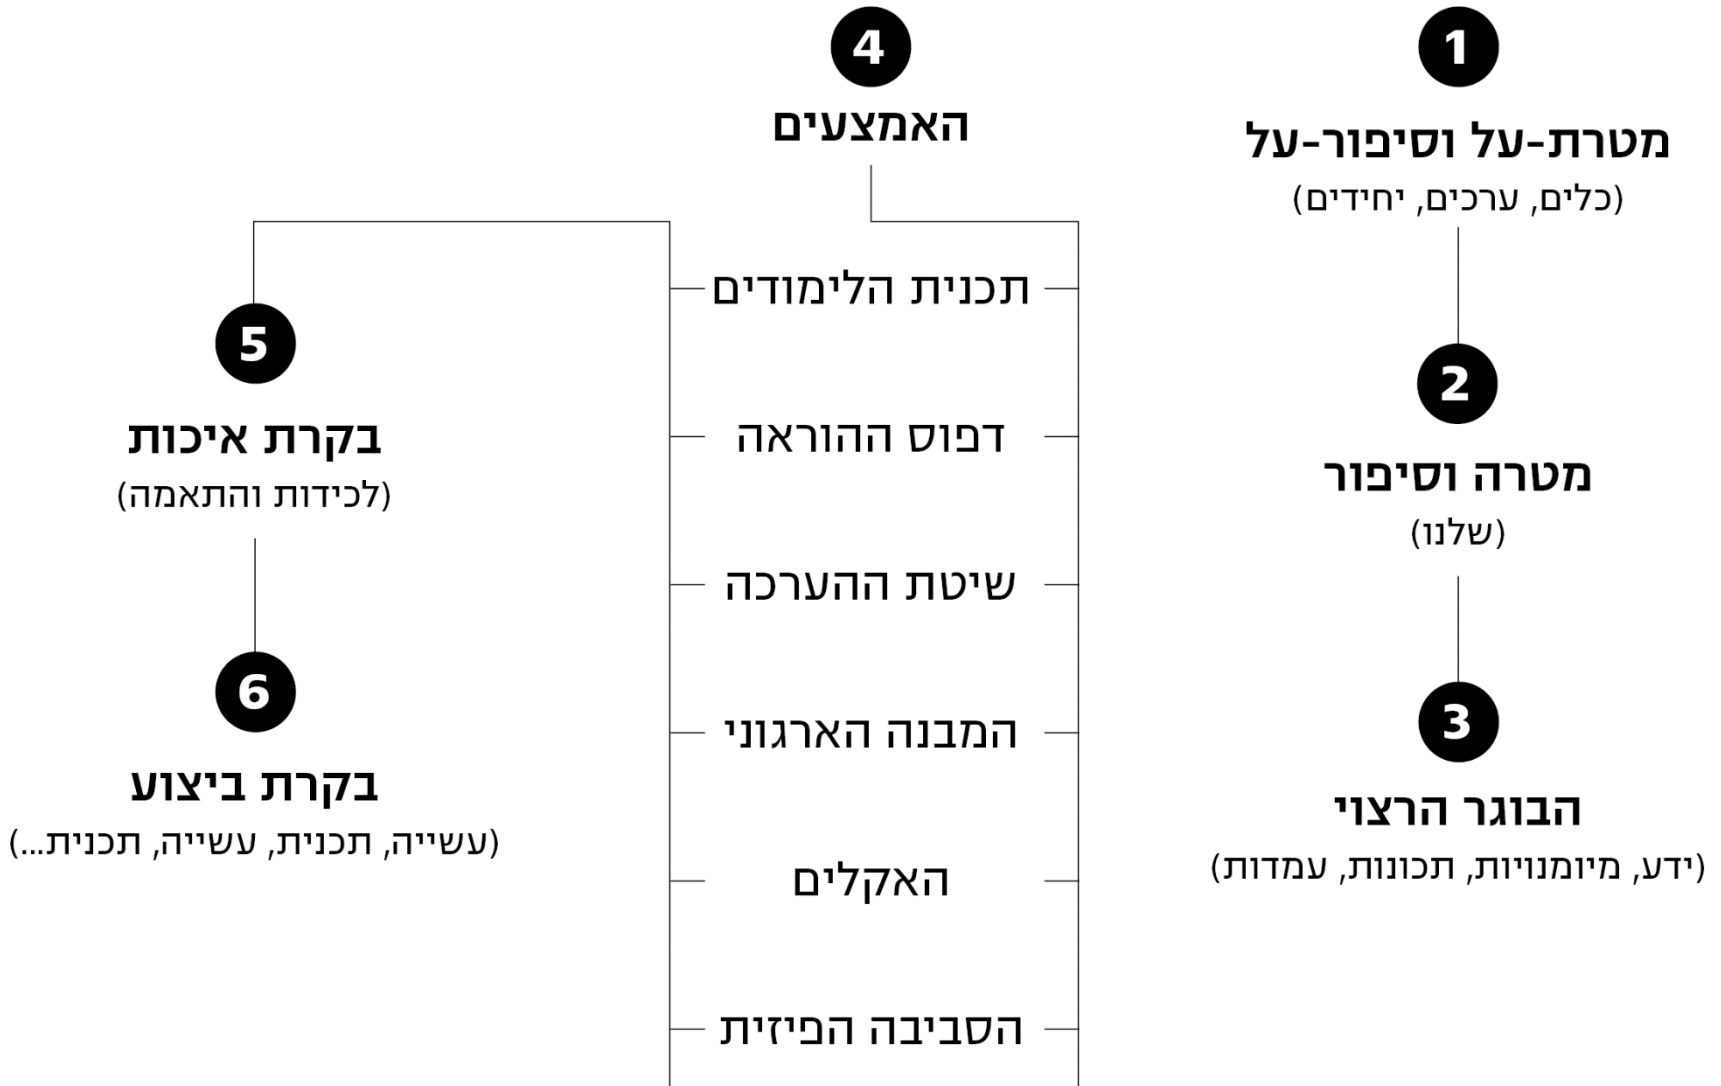 1
מטרת-על וסיפור-על
(כלים, ערכים, יחידים)
2
מטרה וסיפור
(שלנו)
3
הבוגר הרצוי
(ידע, מיומנויות, תכונות, עמדות)
4
האמצעים
תכנית הלימודים
דפוס ההוראה
שיטת ההערכה
המבנה הארגוני
האקלים
הסביבה הפיזית
5
בקרת איכות
(לכידות והתאמה)
6
בקרת ביצוע
(עשייה, תכנית, עשייה, תכנית...)